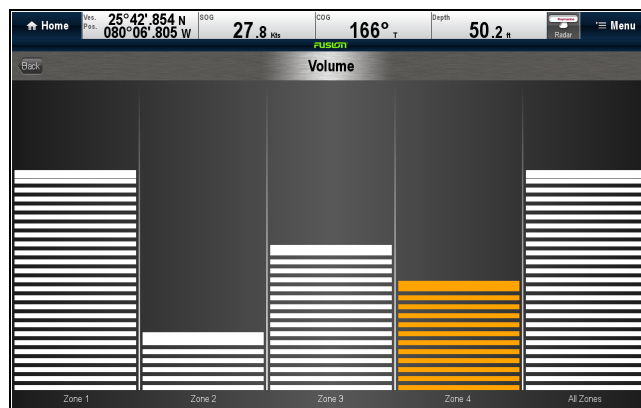 Home
Ves. Pos. 25°42'.854 N
080°06'.805 W
SOG 27.8 Kts
COG 166° T
Depth 50.2 ft
Radar
Menu
FUSION
Back
Volume
Zone 1 Zone 2 Zone 3 Zone 4 All Zones